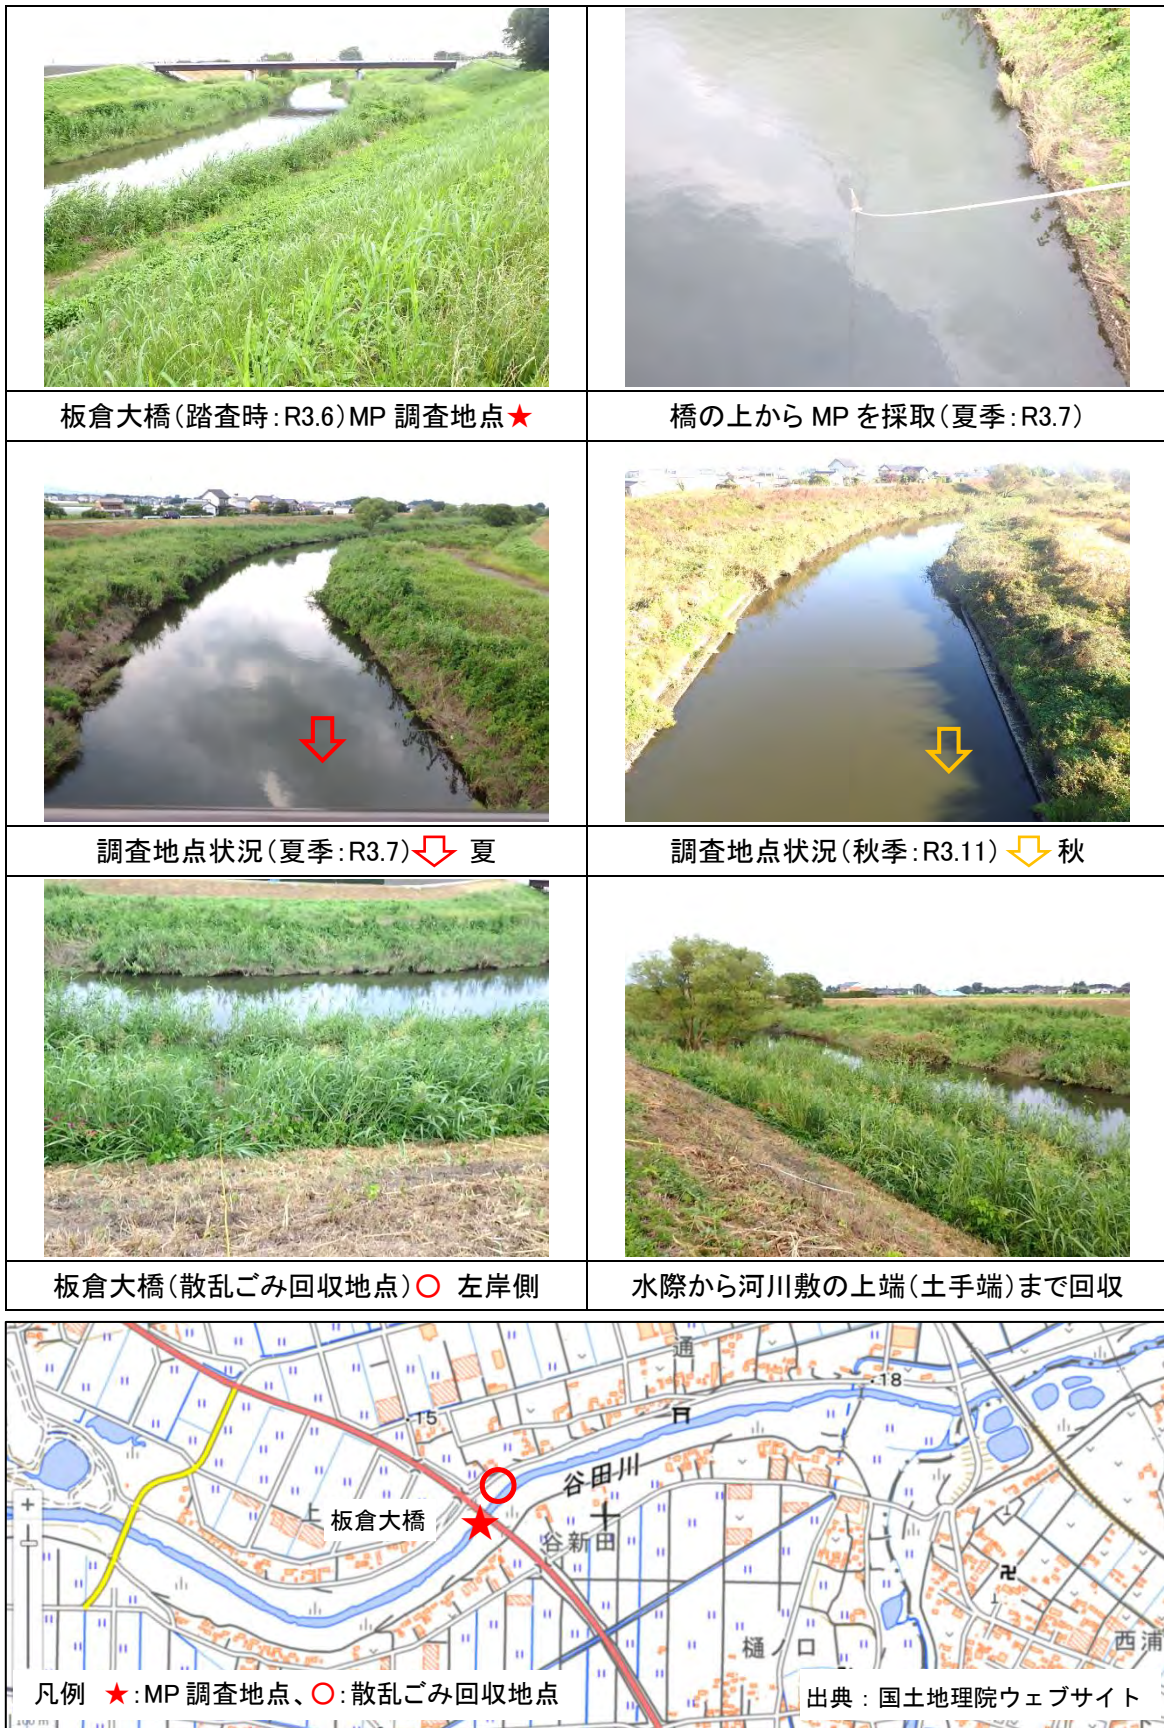 板倉大橋(踏査時:R3.6)MP 調査地点★
橋の上から MP を採取(夏季:R3.7)
調査地点状況(夏季:R3.7) 夏
調査地点状況(秋季:R3.11) 秋
板倉大橋(散乱ごみ回収地点)○ 左岸側
水際から河川敷の上端(土手端)まで回収
通
18
15
谷田川
上
板倉大橋
谷新田
樋ノ口
西浦
凡例 ★:MP 調査地点、○:散乱ごみ回収地点
出典:国土地理院ウェブサイト